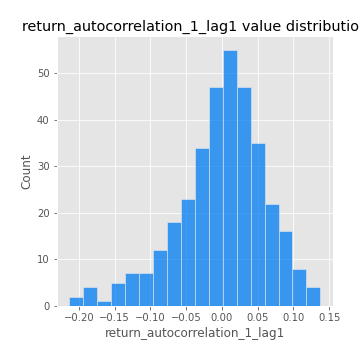 return_autocorrelation_1_lag1 value distributio
50
40
30
20
10
0
Count
−0.20 −0.15 −0.10 −0.05 0.00 0.05 0.10 0.15
return_autocorrelation_1_lag1